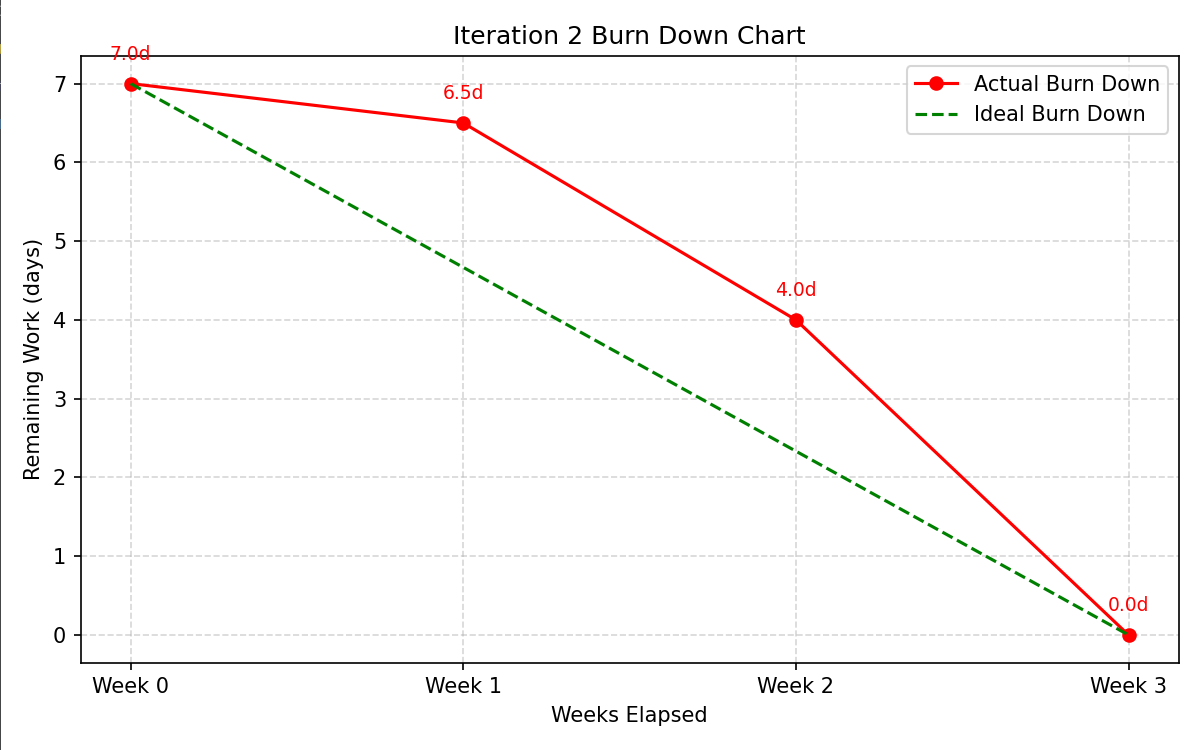 Iteration 2 Burn Down Chart
7.0d
6.5d
4.0d
0.0d
Actual Burn Down
Ideal Burn Down
Remaining Work (days)
7
6
5
4
3
2
1
0
Week 0
Week 1
Week 2
Week 3
Weeks Elapsed